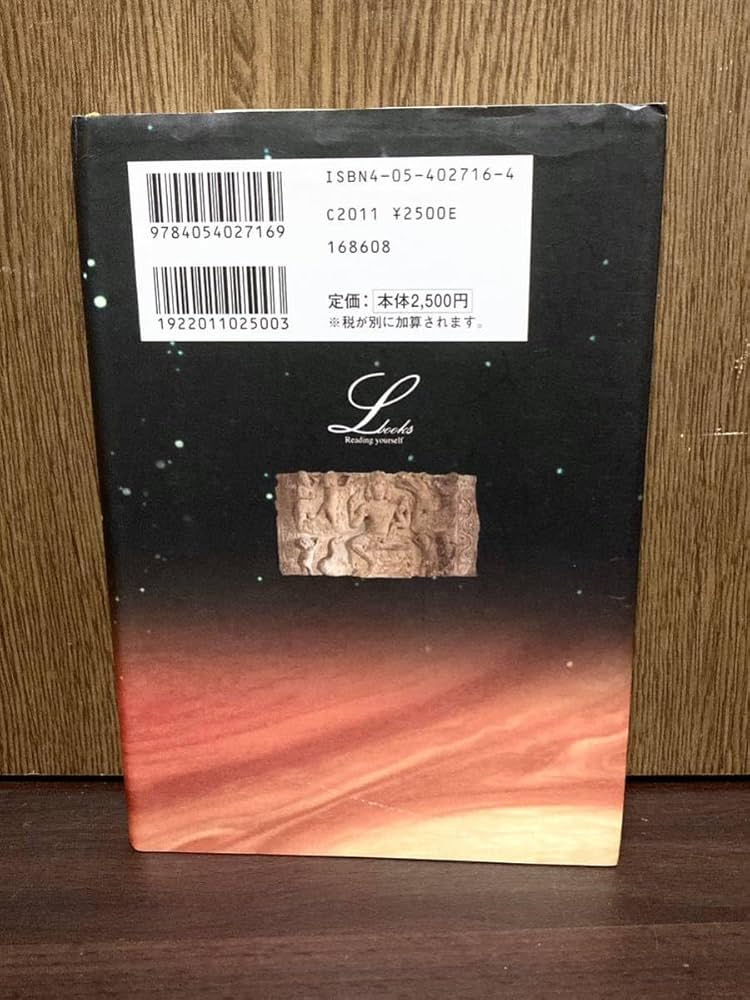 ISBN4-05-402716-4
9784054027169
C2011 ¥2500E
168608
1922011025003
定価：本体2,500円
※税が別に加算されます。
L books
Reading yourself